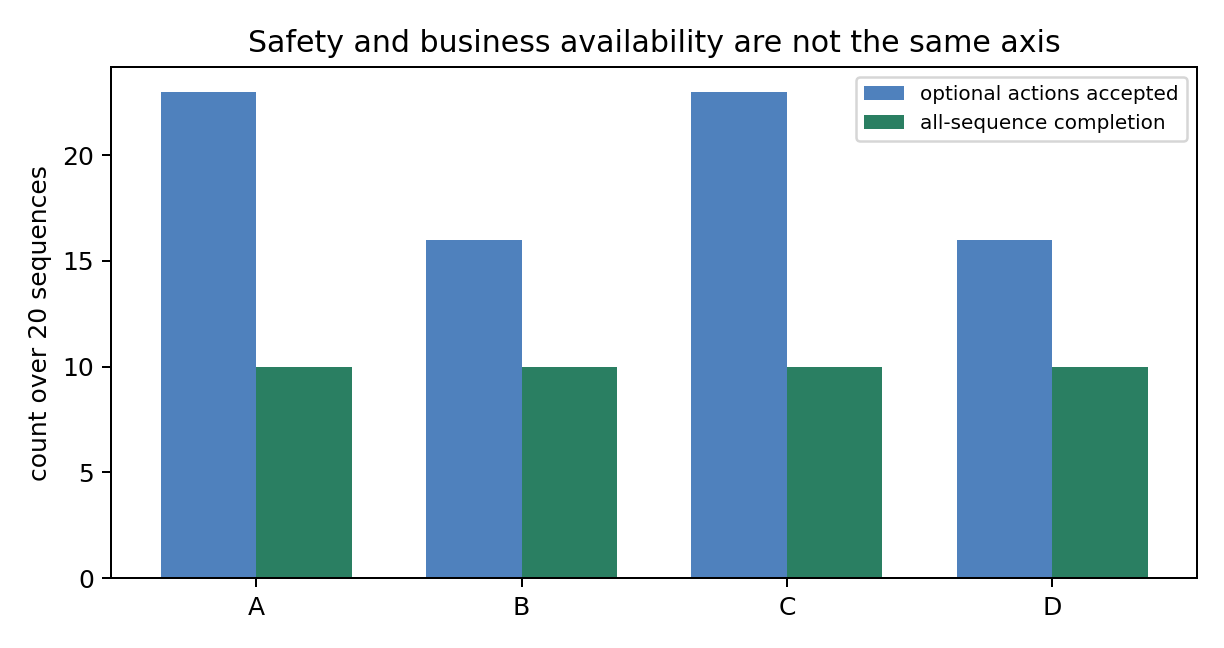 Safety and business availability are not the same axis
optional actions accepted
all-sequence completion
count over 20 sequences
20
15
10
5
0
A B C D